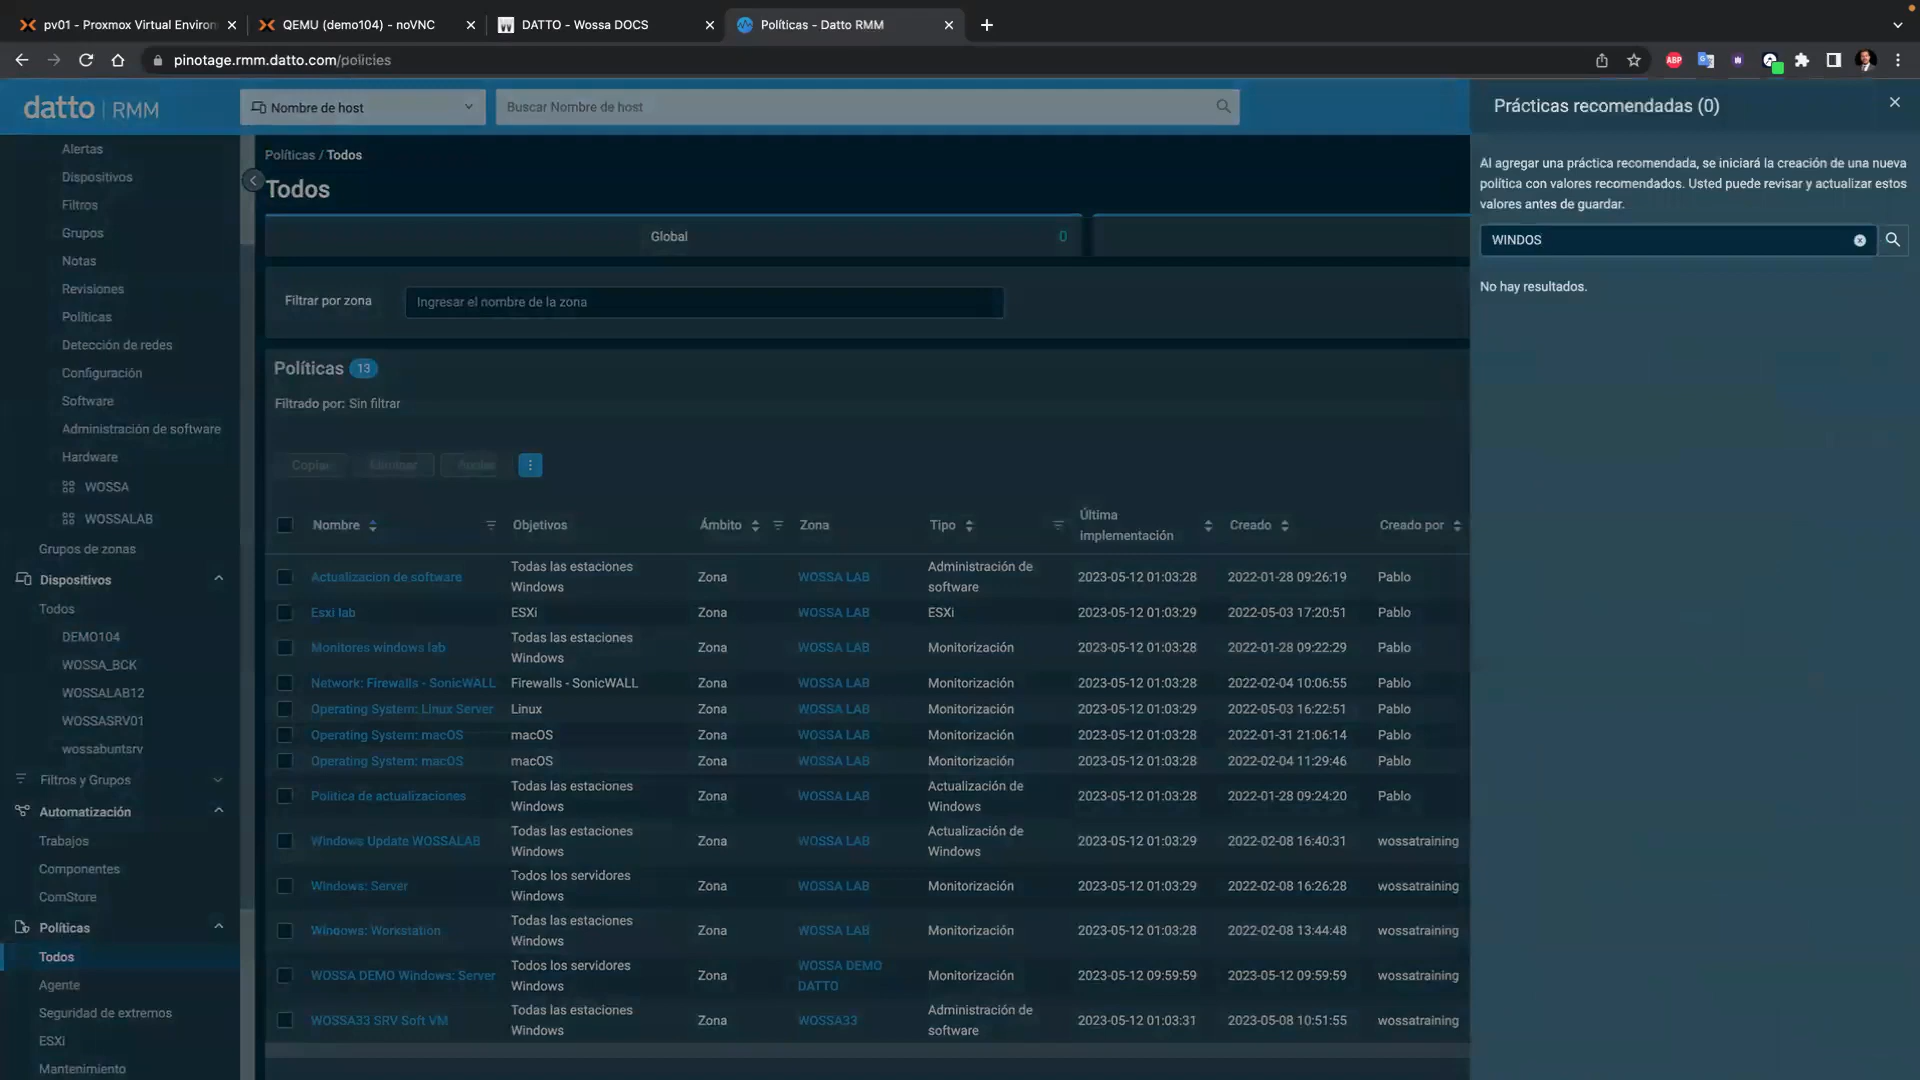 pv01 - Proxmox Virtual Environ
QEMU (demo104) - noVNC
DATTO - Wossa DOCS
Políticas - Datto RMM
pinotage.rmm.datto.com/policies
ABP
datto | RMM
Nombre de host
Buscar Nombre de host
Alertas
Dispositivos
Filtros
Grupos
Notas
Revisiones
Políticas
Detección de redes
Configuración
Software
Administración de software
Hardware
WOSSA
WOSSALAB
Grupos de zonas
Dispositivos
Todos
DEMO104
WOSSA_BCK
WOSSALAB12
WOSSASRV01
wossabuntsrv
Filtros y Grupos
Automatización
Trabajos
Componentes
ComStore
Políticas
Todos
Agente
Seguridad de extremos
ESXi
Mantenimiento
Políticas / Todos
Todos
Global 0
Filtrar por zona
Ingresar el nombre de la zona
Políticas 13
Filtrado por: Sin filtrar
Copiar Eliminar
Nombre Objetivos Ámbito Zona Tipo Última implementación Creado Creado por
Actualizacion de software Todas las estaciones Windows Zona WOSSA LAB Administración de software 2023-05-12 01:03:28 2022-01-28 09:26:19 Pablo
Esxi lab ESXi Zona WOSSA LAB ESXi 2023-05-12 01:03:29 2022-05-03 17:20:51 Pablo
Monitores windows lab Todas las estaciones Windows Zona WOSSA LAB Monitorización 2023-05-12 01:03:28 2022-01-28 09:22:29 Pablo
Network: Firewalls - SonicWALL Firewalls - SonicWALL Zona WOSSA LAB Monitorización 2023-05-12 01:03:28 2022-02-04 10:06:55 Pablo
Operating System: Linux Server Linux Zona WOSSA LAB Monitorización 2023-05-12 01:03:29 2022-05-03 16:22:51 Pablo
Operating System: macOS macOS Zona WOSSA LAB Monitorización 2023-05-12 01:03:28 2022-01-31 21:06:14 Pablo
Operating System: macOS macOS Zona WOSSA LAB Monitorización 2023-05-12 01:03:28 2022-02-04 11:29:46 Pablo
Politica de actualizaciones Todas las estaciones Windows Zona WOSSA LAB Actualización de Windows 2023-05-12 01:03:28 2022-01-28 09:24:20 Pablo
Windows Update WOSSALAB Todas las estaciones Windows Zona WOSSA LAB Actualización de Windows 2023-05-12 01:03:29 2022-02-08 16:40:31 wossatraining
Windows: Server Todos los servidores Windows Zona WOSSA LAB Monitorización 2023-05-12 01:03:29 2022-02-08 16:26:28 wossatraining
Windows: Workstation Todas las estaciones Windows Zona WOSSA LAB Monitorización 2023-05-12 01:03:28 2022-02-08 13:44:48 wossatraining
WOSSA DEMO Windows: Server Todos los servidores Windows Zona WOSSA DEMO DATTO Monitorización 2023-05-12 09:59:59 2023-05-12 09:59:59 wossatraining
WOSSA33 SRV Soft VM Todas las estaciones Windows Zona WOSSA33 Administración de software 2023-05-12 01:03:31 2023-05-08 10:51:55 wossatraining
Prácticas recomendadas (0)
Al agregar una práctica recomendada, se iniciará la creación de una nueva
política con valores recomendados. Usted puede revisar y actualizar estos
valores antes de guardar.
WINDOS
No hay resultados.